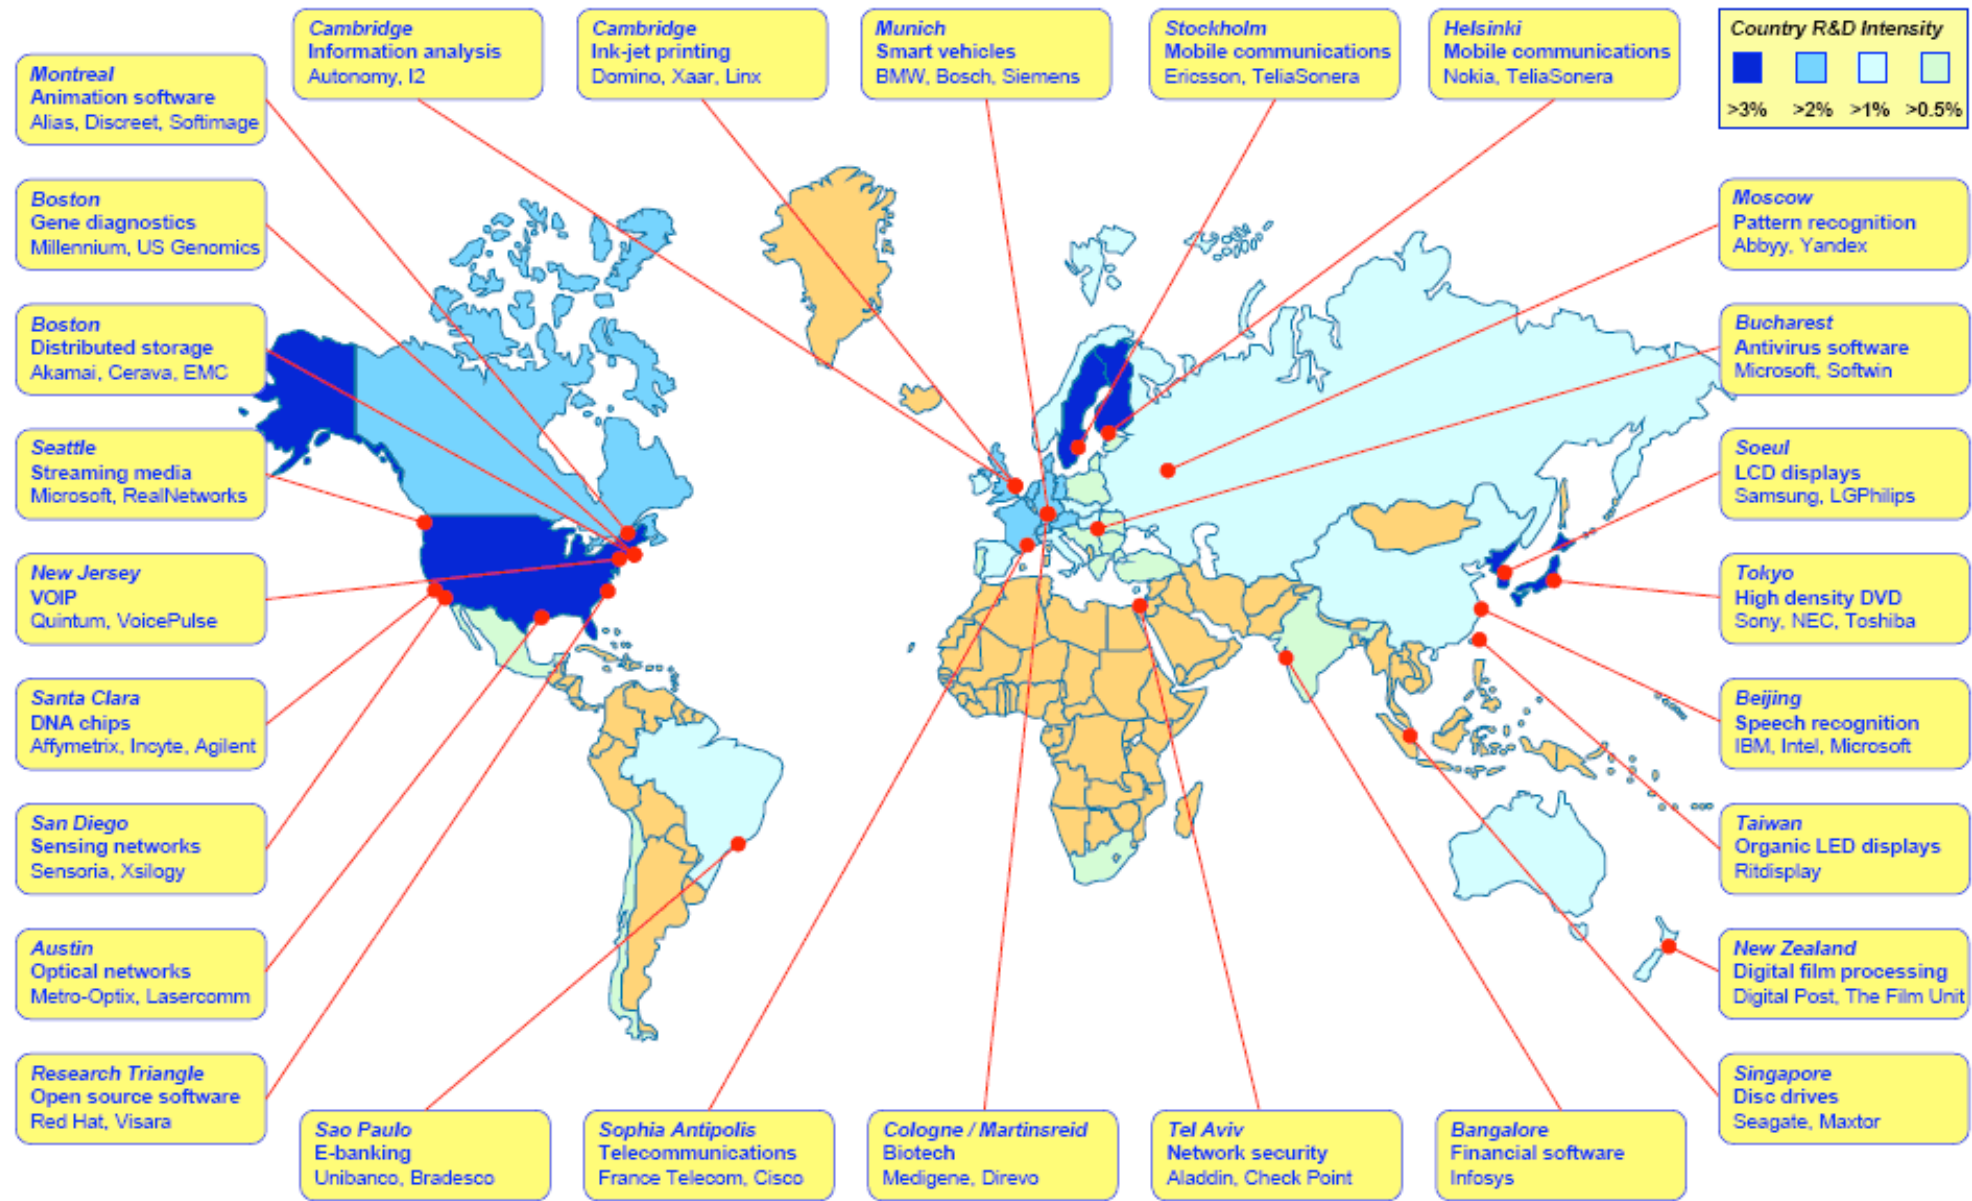 Cambridge
Information analysis
Autonomy, I2
Cambridge
Ink-jet printing
Domino, Xaar, Linx
Munich
Smart vehicles
BMW, Bosch, Siemens
Stockholm
Mobile communications
Ericsson, TeliaSonera
Helsinki
Mobile communications
Nokia, TeliaSonera
Country R&D Intensity
>3% >2% >1% >0.5%
Montreal
Animation software
Alias, Discreet, Softimage
Boston
Gene diagnostics
Millennium, US Genomics
Boston
Distributed storage
Akamai, Cerava, EMC
Seattle
Streaming media
Microsoft, RealNetworks
New Jersey
VOIP
Quintum, VoicePulse
Santa Clara
DNA chips
Affymetrix, Incyte, Agilent
San Diego
Sensing networks
Sensoria, Xsilogy
Austin
Optical networks
Metro-Optix, Lasercomm
Research Triangle
Open source software
Red Hat, Visara
Moscow
Pattern recognition
Abbyy, Yandex
Bucharest
Antivirus software
Microsoft, Softwin
Soeul
LCD displays
Samsung, LGPhilips
Tokyo
High density DVD
Sony, NEC, Toshiba
Beijing
Speech recognition
IBM, Intel, Microsoft
Taiwan
Organic LED displays
Ritdisplay
New Zealand
Digital film processing
Digital Post, The Film Unit
Singapore
Disc drives
Seagate, Maxtor
Sao Paulo
E-banking
Unibanco, Bradesco
Sophia Antipolis
Telecommunications
France Telecom, Cisco
Cologne / Martinsreid
Biotech
Medigene, Direvo
Tel Aviv
Network security
Aladdin, Check Point
Bangalore
Financial software
Infosys